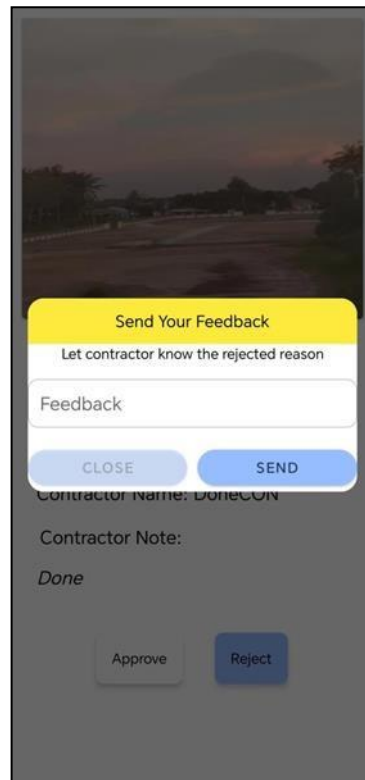 Send Your Feedback
Let contractor know the rejected reason
Feedback
CLOSE
SEND
Contractor Name: DoneCON
Contractor Note:
Done
Approve
Reject